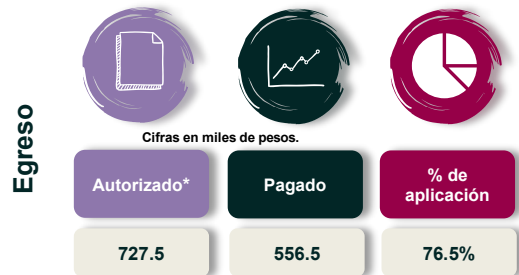 Egreso
Cifras en miles de pesos.
Autorizado*
Pagado
% de
aplicación
727.5
556.5
76.5%